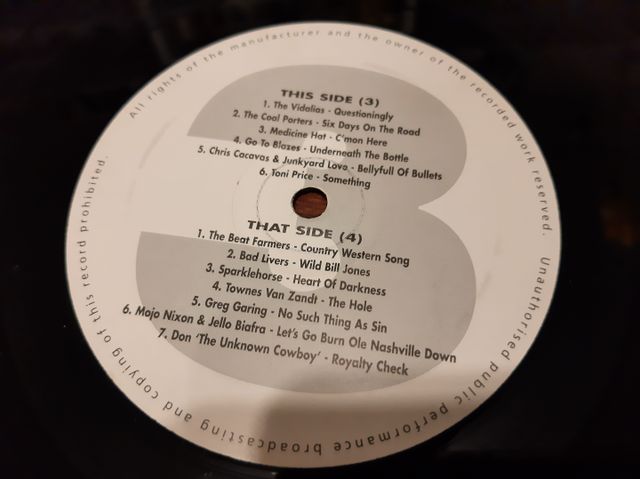 All rights of the manufacturer and the owner of the recorded work reserved. Unauthorised public performance broadcasting and copying of this record prohibited.
3
THIS SIDE (3)
1. The Vidalias - Questioningly
2. The Coal Porters - Six Days On The Road
3. Medicine Hat - C'mon Here
4. Go To Blazes - Underneath The Bottle
5. Chris Cacavas & Junkyard Love - Bellyfull Of Bullets
6. Toni Price - Something
THAT SIDE (4)
1. The Beat Farmers - Country Western Song
2. Bad Livers - Wild Bill Jones
3. Sparklehorse - Heart Of Darkness
4. Townes Van Zandt - The Hole
5. Greg Garing - No Such Thing As Sin
6. Mojo Nixon & Jello Biafra - Let's Go Burn Ole Nashville Down
7. Don 'The Unknown Cowboy' - Royalty Check